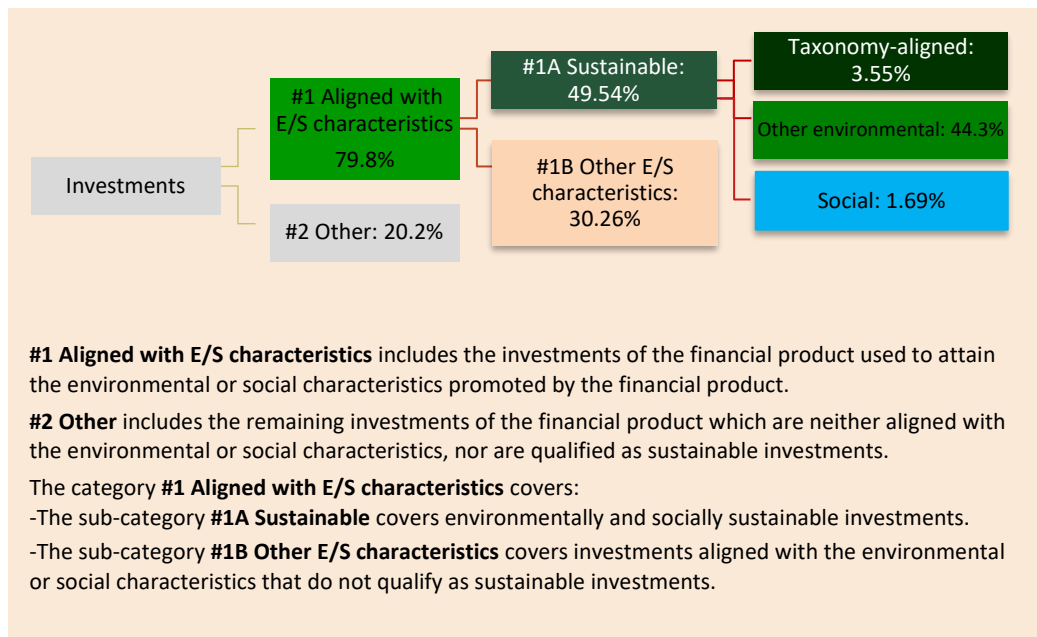 Investments
#1 Aligned with
E/S characteristics
79.8%
#2 Other: 20.2%
#1A Sustainable:
49.54%
#1B Other E/S
characteristics:
30.26%
Taxonomy-aligned:
3.55%
Other environmental: 44.3%
Social: 1.69%
#1 Aligned with E/S characteristics includes the investments of the financial product used to attain
the environmental or social characteristics promoted by the financial product.
#2 Other includes the remaining investments of the financial product which are neither aligned with
the environmental or social characteristics, nor are qualified as sustainable investments.
The category #1 Aligned with E/S characteristics covers:
-The sub-category #1A Sustainable covers environmentally and socially sustainable investments.
-The sub-category #1B Other E/S characteristics covers investments aligned with the environmental
or social characteristics that do not qualify as sustainable investments.